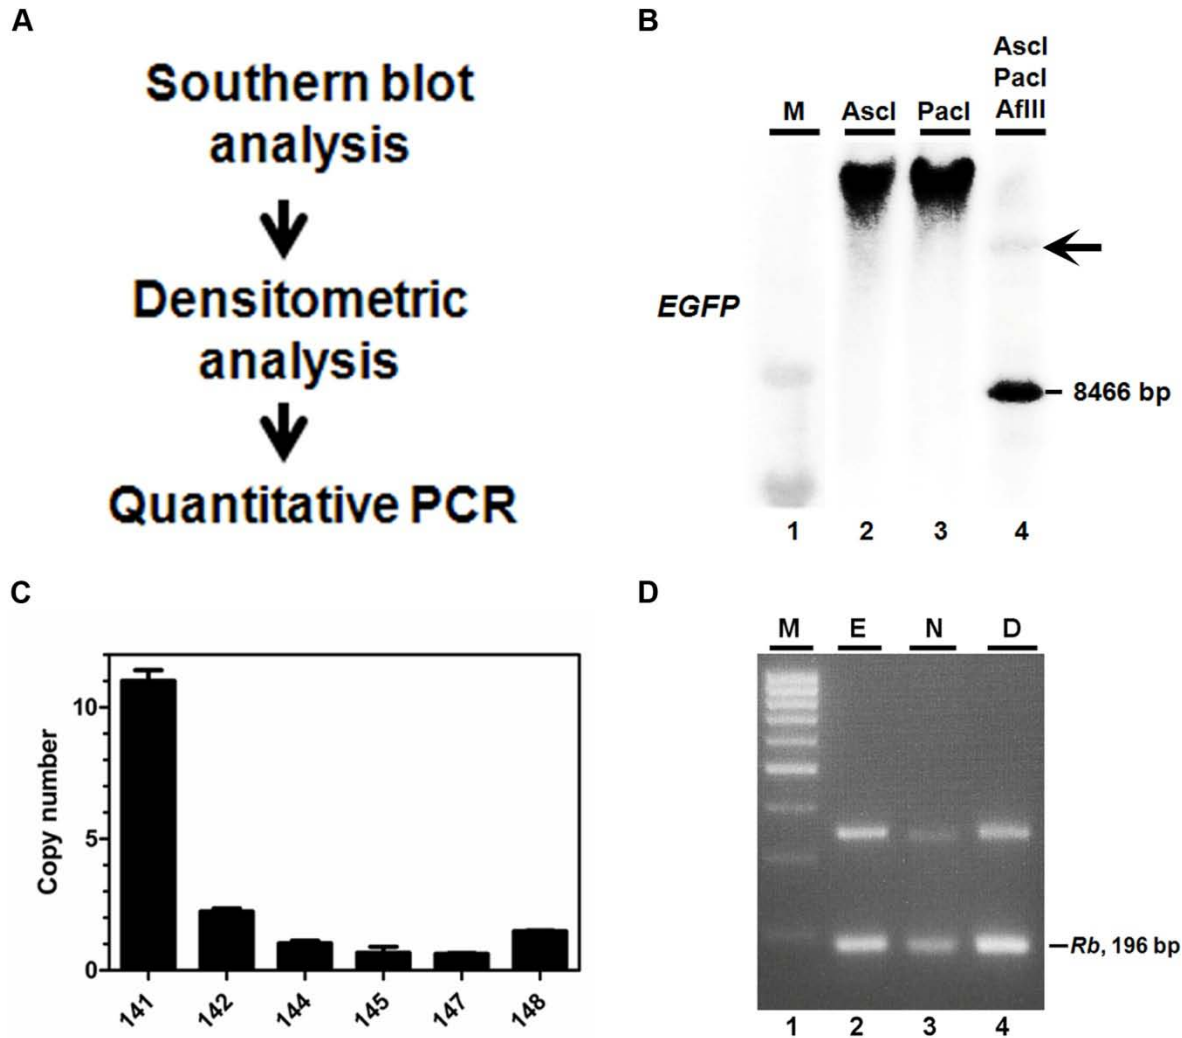 A
Southern blot
analysis
Densitometric
analysis
Quantitative PCR
B
AscI
PacI
M AscI PacI AflII
EGFP
8466 bp
1 2 3 4
C
Copy number
10
5
0
141 142 144 145 147 148
D
M E N D
Rb, 196 bp
1 2 3 4